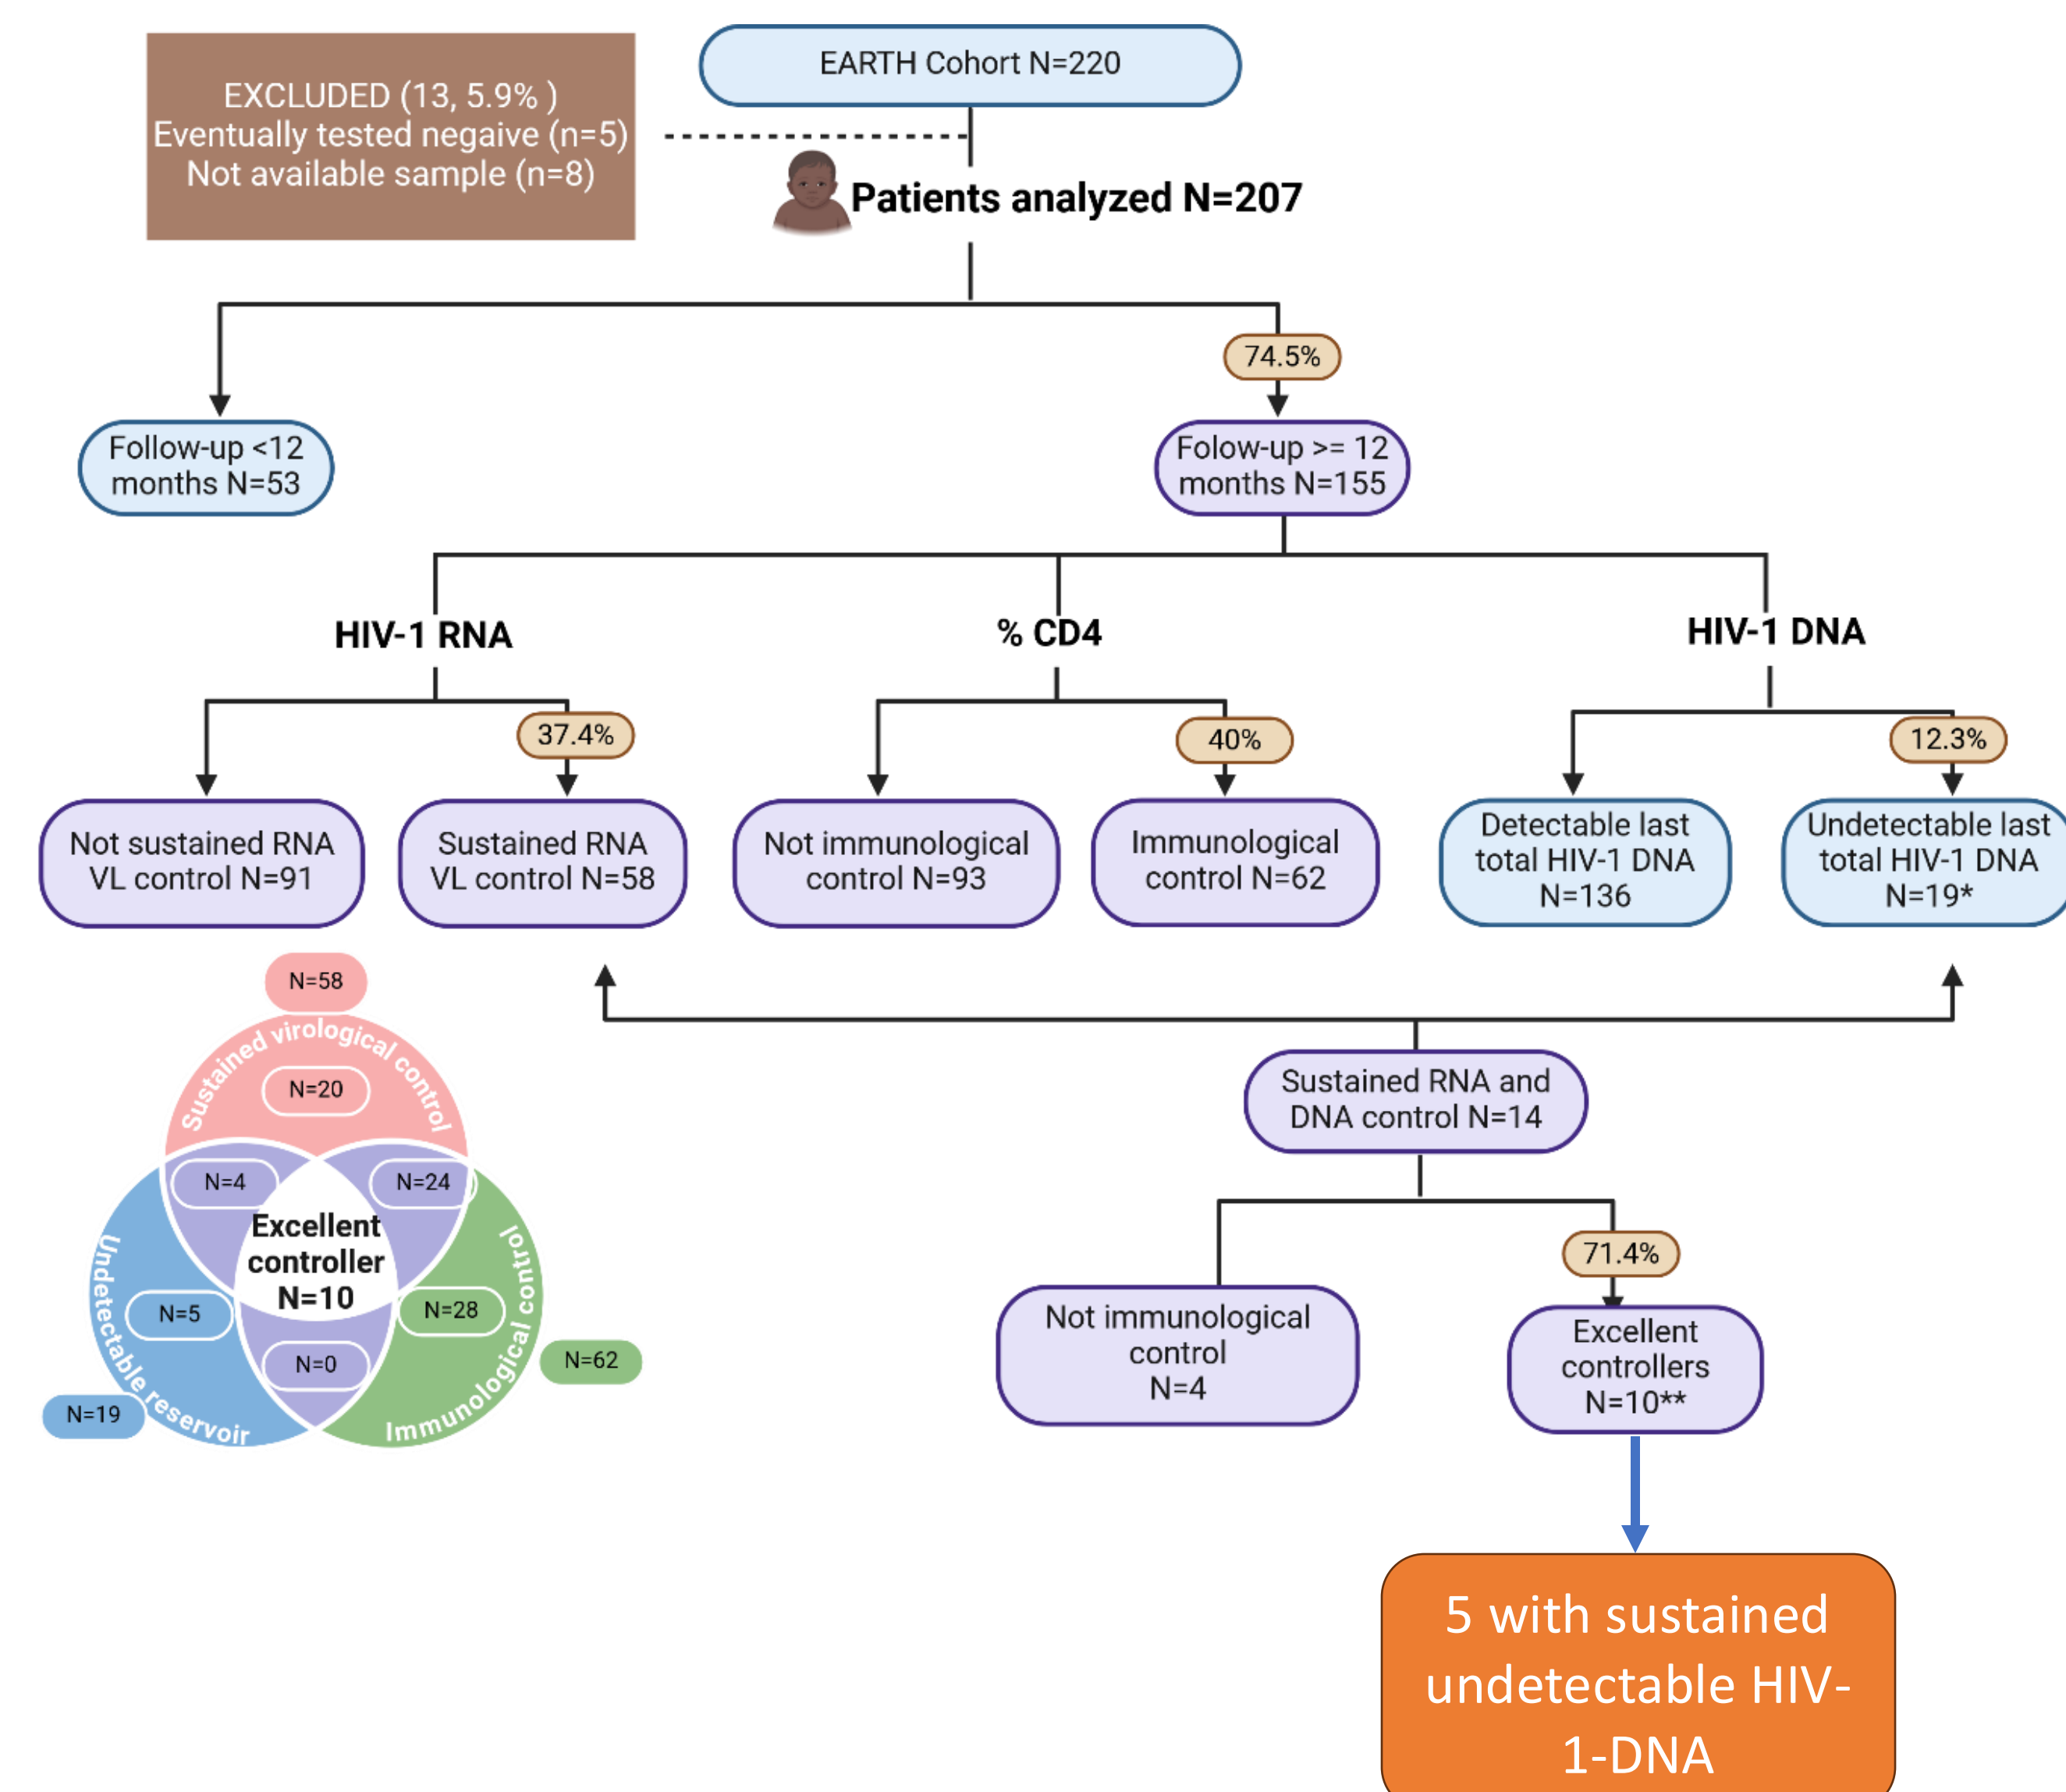 EARTH Cohort N=220
EXCLUDED (13, 5.9% )
Eventually tested negaive (n=5)
Not available sample (n=8)
Patients analyzed N=207
74.5%
Follow-up <12
months N=53
Folow-up >= 12
months N=155
HIV-1 RNA
% CD4
HIV-1 DNA
37.4%
40%
12.3%
Not sustained RNA
VL control N=91
Sustained RNA
VL control N=58
Not immunological
control N=93
Immunological
control N=62
Detectable last
total HIV-1 DNA
N=136
Undetectable last
total HIV-1 DNA
N=19*
N=58
Sustained virological control
N=20
N=4
N=24
Excellent
controller
N=10
Undetectable reservoir
N=5
N=28
Immunological control
N=0
N=62
N=19
Sustained RNA and
DNA control N=14
71.4%
Not immunological
control
N=4
Excellent
controllers
N=10**
5 with sustained
undetectable HIV-
1-DNA